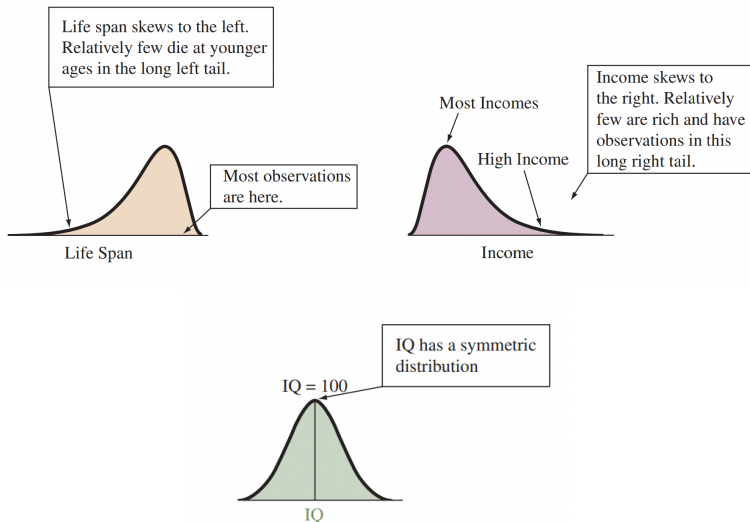 Life span skews to the left.
Relatively few die at younger
ages in the long left tail.
Most observations
are here.
Life Span
Most Incomes
High Income
Income skews to
the right. Relatively
few are rich and have
observations in this
long right tail.
Income
IQ has a symmetric
distribution
IQ = 100
IQ